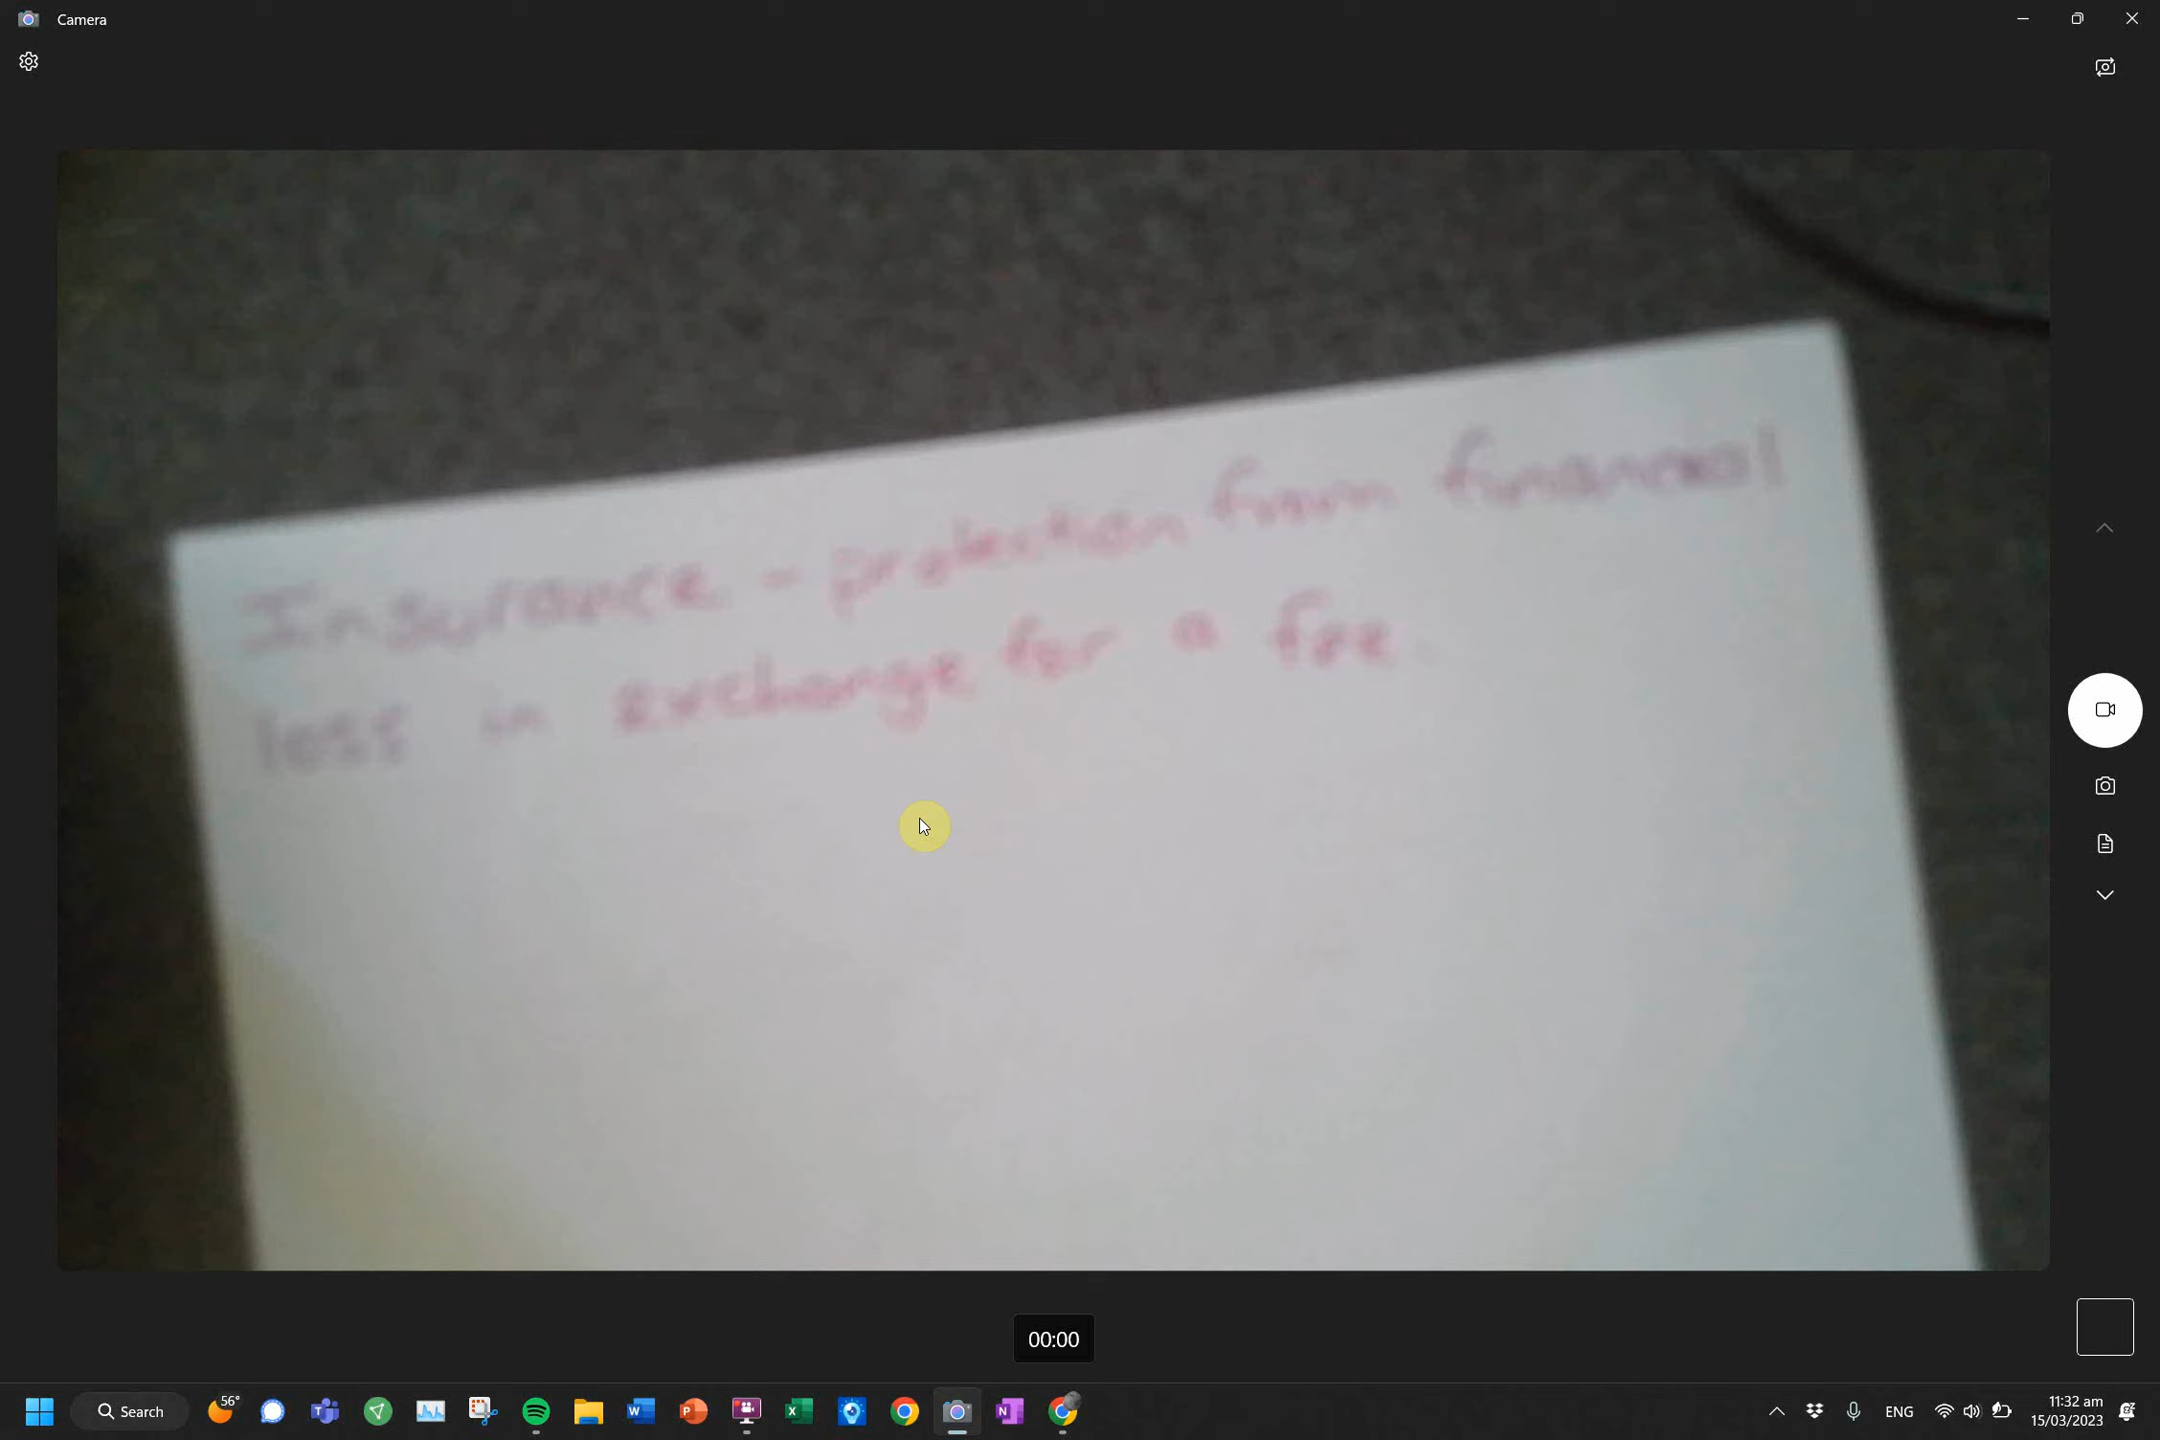 Camera
Insurance - protection from financial
loss in exchange for a fee
00:00
56°
Search
ENG
11:32 am
15/03/2023